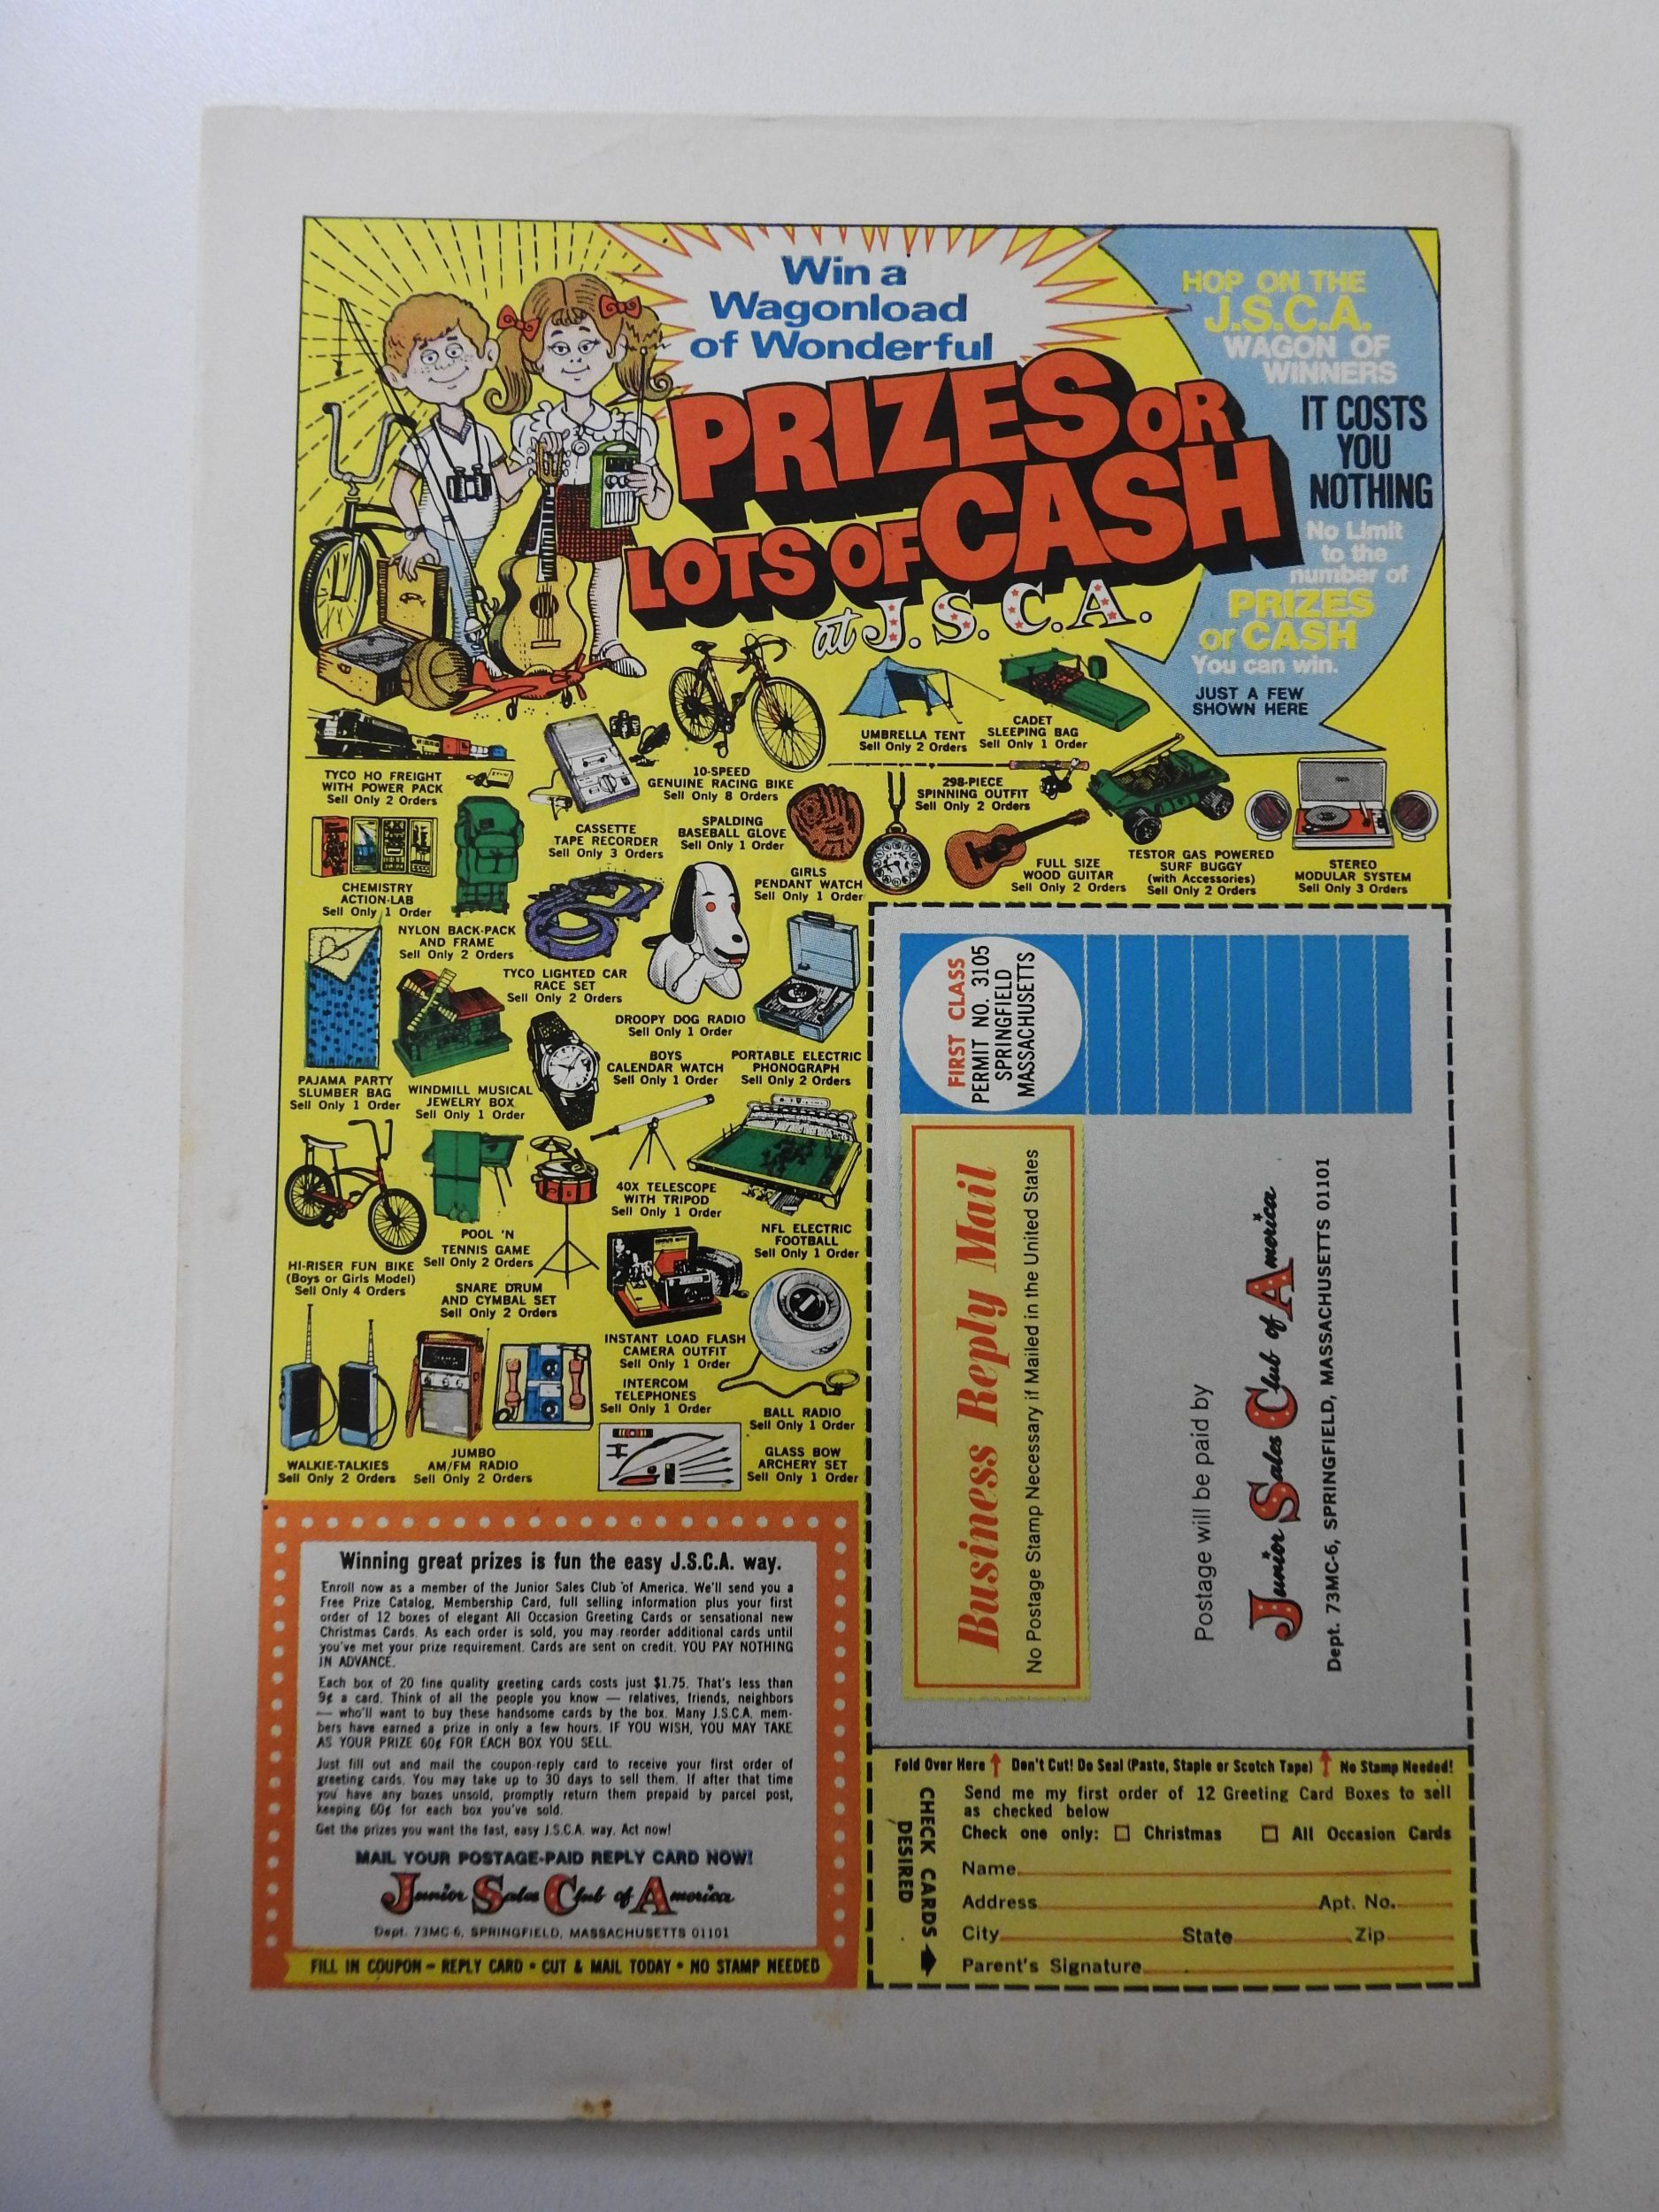 Win a
Wagonload
of Wonderful
PRIZES OR
LOTS OF CASH
at J.S.C.A.
HOP ON THE
J.S.C.A.
WAGON OF
WINNERS
IT COSTS
YOU
NOTHING
No Limit
to the
number of
PRIZES
or CASH
You can win.
JUST A FEW
SHOWN HERE
UMBRELLA TENT
Sell Only 2 Orders
CADET
SLEEPING BAG
Sell Only 1 Order
TYCO HO FREIGHT
WITH POWER PACK
Sell Only 2 Orders
10-SPEED
GENUINE RACING BIKE
Sell Only 8 Orders
298-PIECE
SPINNING OUTFIT
Sell Only 2 Orders
CASSETTE
TAPE RECORDER
Sell Only 3 Orders
SPALDING
BASEBALL GLOVE
Sell Only 1 Order
GIRLS
PENDANT WATCH
Sell Only 1 Order
FULL SIZE
WOOD GUITAR
Sell Only 2 Orders
TESTOR GAS POWERED
SURF BUGGY
(with Accessories)
Sell Only 2 Orders
STEREO
MODULAR SYSTEM
Sell Only 3 Orders
CHEMISTRY
ACTION-LAB
Sell Only 1 Order
NYLON BACK-PACK
AND FRAME
Sell Only 2 Orders
TYCO LIGHTED CAR
RACE SET
Sell Only 2 Orders
DROOPY DOG RADIO
Sell Only 1 Order
BOYS
CALENDAR WATCH
Sell Only 1 Order
PORTABLE ELECTRIC
PHONOGRAPH
Sell Only 2 Orders
PAJAMA PARTY
SLUMBER BAG
Sell Only 1 Order
WINDMILL MUSICAL
JEWELRY BOX
Sell Only 1 Order
40X TELESCOPE
WITH TRIPOD
Sell Only 1 Order
NFL ELECTRIC
FOOTBALL
Sell Only 1 Order
HI-RISER FUN BIKE
(Boys or Girls Model)
Sell Only 4 Orders
POOL 'N
TENNIS GAME
Sell Only 2 Orders
SNARE DRUM
AND CYMBAL SET
Sell Only 2 Orders
INSTANT LOAD FLASH
CAMERA OUTFIT
Sell Only 1 Order
INTERCOM
TELEPHONES
Sell Only 1 Order
BALL RADIO
Sell Only 1 Order
WALKIE-TALKIES
Sell Only 2 Orders
JUMBO
AM/FM RADIO
Sell Only 2 Orders
GLASS BOW
ARCHERY SET
Sell Only 1 Order
Winning great prizes is fun the easy J.S.C.A. way.
Enroll now as a member of the Junior Sales Club of America. We'll send you a
Free Prize Catalog, Membership Card, full selling information plus your first
order of 12 boxes of elegant All Occasion Greeting Cards or sensational new
Christmas Cards. As each order is sold, you may reorder additional cards until
you've met your prize requirement. Cards are sent on credit. YOU PAY NOTHING
IN ADVANCE.
Each box of 20 fine quality greeting cards costs just $1.75. That's less than
9¢ a card. Think of all the people you know — relatives, friends, neighbors
— who'll want to buy these handsome cards by the box. Many J.S.C.A. mem-
bers have earned a prize in only a few hours. IF YOU WISH, YOU MAY TAKE
AS YOUR PRIZE 60¢ FOR EACH BOX YOU SELL.
Just fill out and mail the coupon-reply card to receive your first order of
greeting cards. You may take up to 30 days to sell them. If after that time
you have any boxes unsold, promptly return them prepaid by parcel post,
keeping 60¢ for each box you've sold.
Get the prizes you want the fast, easy J.S.C.A. way. Act now!
MAIL YOUR POSTAGE-PAID REPLY CARD NOW!
Junior Sales Club of America
Dept. 73MC-6, SPRINGFIELD, MASSACHUSETTS 01101
FILL IN COUPON – REPLY CARD • CUT & MAIL TODAY • NO STAMP NEEDED
FIRST CLASS
PERMIT NO. 3105
SPRINGFIELD
MASSACHUSETTS
Business Reply Mail
No Postage Stamp Necessary if Mailed in the United States
Postage will be paid by
Junior Sales Club of America
Dept. 73MC-6, SPRINGFIELD, MASSACHUSETTS 01101
Fold Over Here ↑ Don't Cut! Do Seal (Paste, Staple or Scotch Tape) ↑ No Stamp Needed!
CHECK CARDS
DESIRED
Send me my first order of 12 Greeting Card Boxes to sell
as checked below
Check one only: □ Christmas □ All Occasion Cards
Name
Address Apt. No.
City State Zip
Parent's Signature